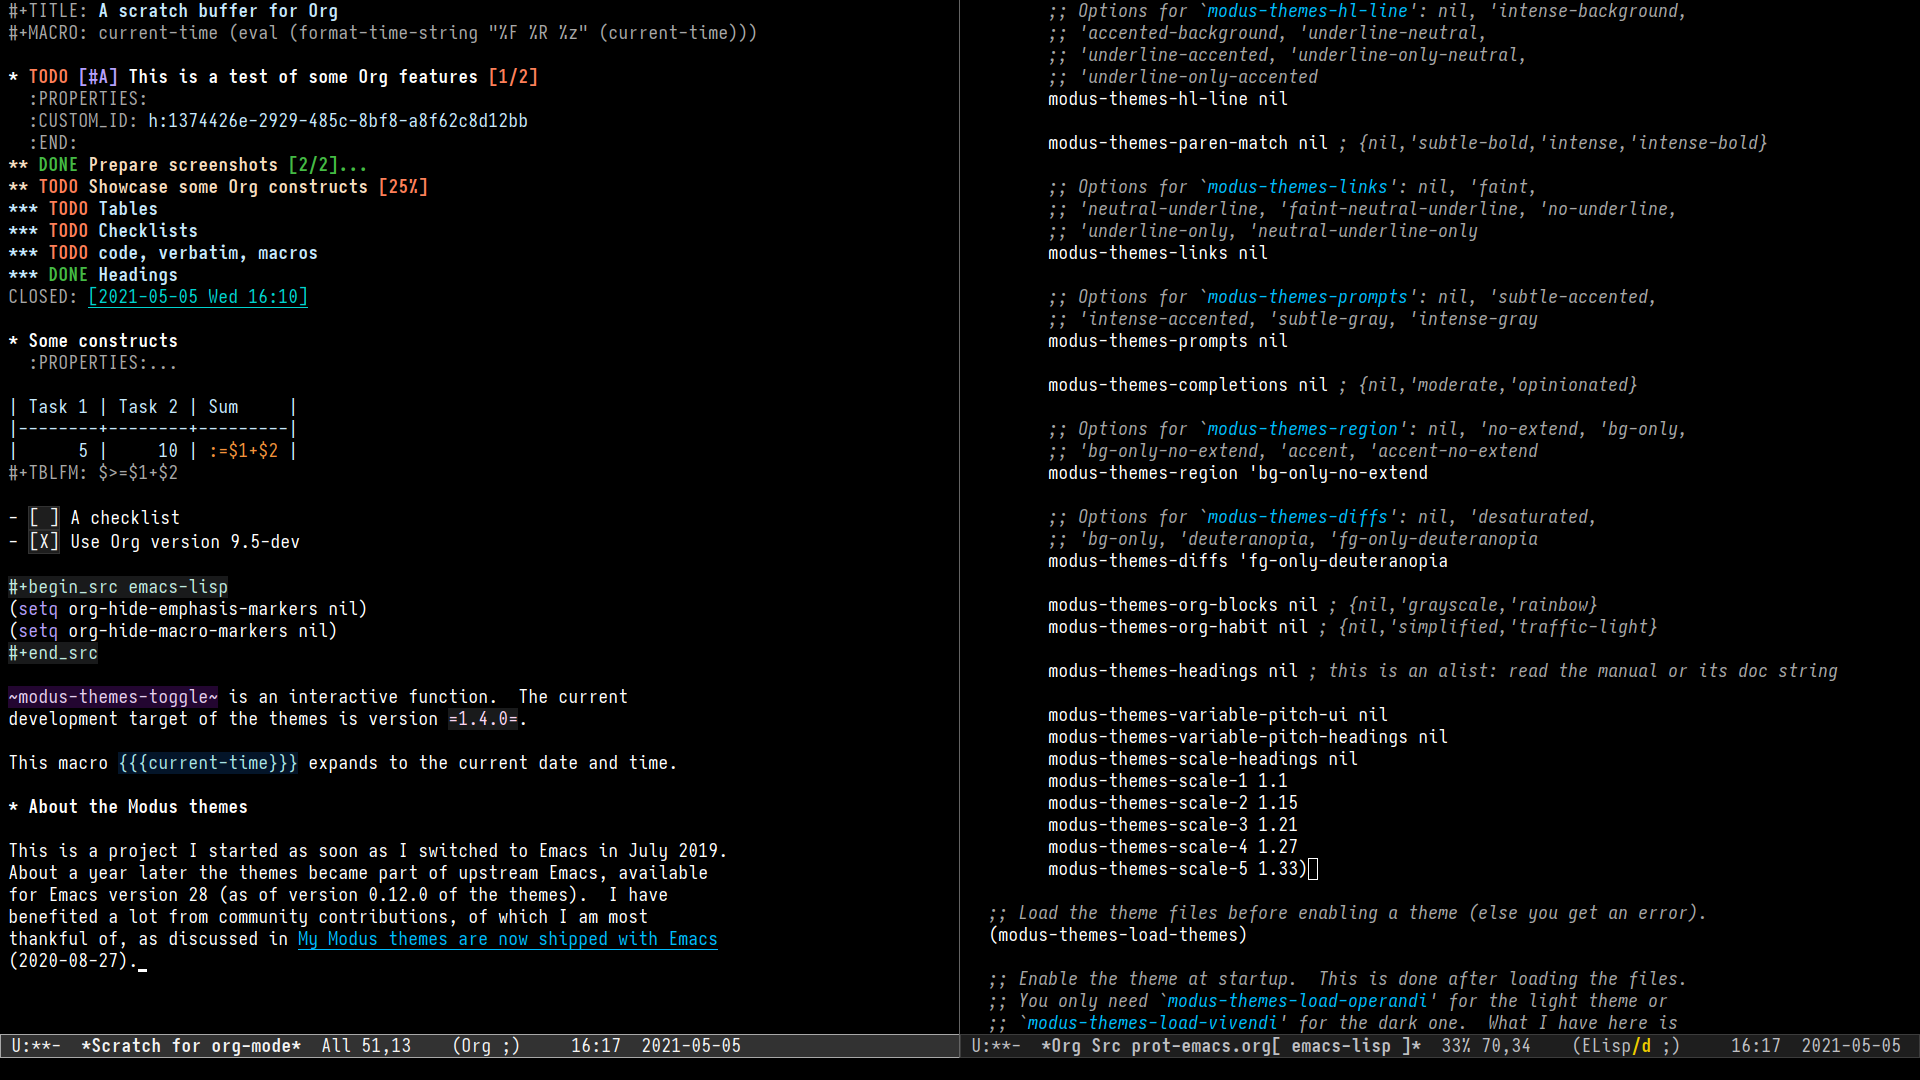 #+TITLE: A scratch buffer for Org
#+MACRO: current-time (eval (format-time-string "%F %R %z" (current-time)))

* TODO [#A] This is a test of some Org features [1/2]
  :PROPERTIES:
  :CUSTOM_ID: h:1374426e-2929-485c-8bf8-a8f62c8d12bb
  :END:
** DONE Prepare screenshots [2/2]...
** TODO Showcase some Org constructs [25%]
*** TODO Tables
*** TODO Checklists
*** TODO code, verbatim, macros
*** DONE Headings
CLOSED: [2021-05-05 Wed 16:10]

* Some constructs
  :PROPERTIES:...

| Task 1 | Task 2 | Sum     |
|--------+--------+---------|
|      5 |     10 | :=$1+$2 |
#+TBLFM: $>=$1+$2

- [ ] A checklist
- [X] Use Org version 9.5-dev

#+begin_src emacs-lisp
(setq org-hide-emphasis-markers nil)
(setq org-hide-macro-markers nil)
#+end_src

~modus-themes-toggle~ is an interactive function.  The current
development target of the themes is version =1.4.0=.

This macro {{{current-time}}} expands to the current date and time.

* About the Modus themes

This is a project I started as soon as I switched to Emacs in July 2019.
About a year later the themes became part of upstream Emacs, available
for Emacs version 28 (as of version 0.12.0 of the themes).  I have
benefited a lot from community contributions, of which I am most
thankful of, as discussed in My Modus themes are now shipped with Emacs
(2020-08-27).
U:**-  *Scratch for org-mode*  All 51,13    (Org ;)     16:17  2021-05-05

;; Options for `modus-themes-hl-line': nil, 'intense-background,
;; 'accented-background, 'underline-neutral,
;; 'underline-accented, 'underline-only-neutral,
;; 'underline-only-accented
modus-themes-hl-line nil

modus-themes-paren-match nil ; {nil,'subtle-bold,'intense,'intense-bold}

;; Options for `modus-themes-links': nil, 'faint,
;; 'neutral-underline, 'faint-neutral-underline, 'no-underline,
;; 'underline-only, 'neutral-underline-only
modus-themes-links nil

;; Options for `modus-themes-prompts': nil, 'subtle-accented,
;; 'intense-accented, 'subtle-gray, 'intense-gray
modus-themes-prompts nil

modus-themes-completions nil ; {nil,'moderate,'opinionated}

;; Options for `modus-themes-region': nil, 'no-extend, 'bg-only,
;; 'bg-only-no-extend, 'accent, 'accent-no-extend
modus-themes-region 'bg-only-no-extend

;; Options for `modus-themes-diffs': nil, 'desaturated,
;; 'bg-only, 'deuteranopia, 'fg-only-deuteranopia
modus-themes-diffs 'fg-only-deuteranopia

modus-themes-org-blocks nil ; {nil,'grayscale,'rainbow}
modus-themes-org-habit nil ; {nil,'simplified,'traffic-light}

modus-themes-headings nil ; this is an alist: read the manual or its doc string

modus-themes-variable-pitch-ui nil
modus-themes-variable-pitch-headings nil
modus-themes-scale-headings nil
modus-themes-scale-1 1.1
modus-themes-scale-2 1.15
modus-themes-scale-3 1.21
modus-themes-scale-4 1.27
modus-themes-scale-5 1.33)

;; Load the theme files before enabling a theme (else you get an error).
(modus-themes-load-themes)

;; Enable the theme at startup.  This is done after loading the files.
;; You only need `modus-themes-load-operandi' for the light theme or
;; `modus-themes-load-vivendi' for the dark one.  What I have here is
U:**-  *Org Src prot-emacs.org[ emacs-lisp ]*  33% 70,34    (ELisp/d ;)     16:17  2021-05-05